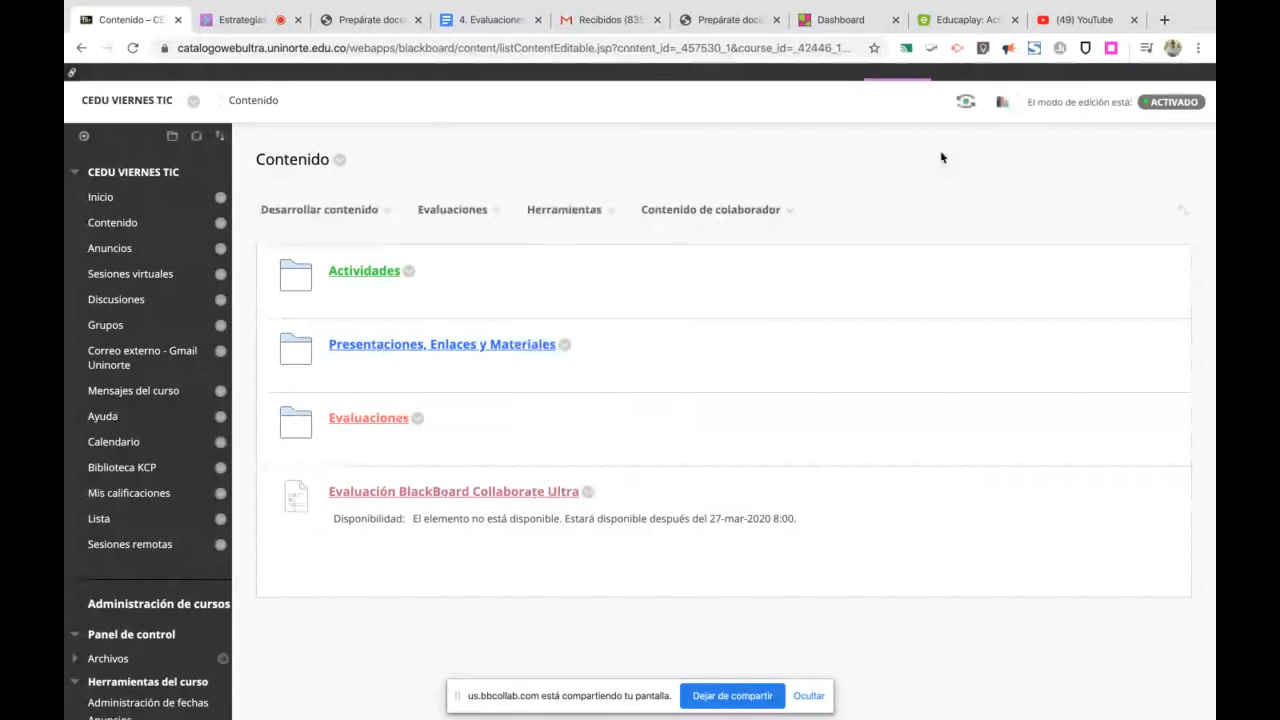 Contenido – CE
Estrategias
Prepárate doce
4. Evaluaciones
Recibidos (835
Prepárate doce
Dashboard
Educaplay: Act
(49) YouTube
catalogowebultra.uninorte.edu.co/webapps/blackboard/content/listContentEditable.jsp?content_id=_457530_1&course_id=_42446_1...
CEDU VIERNES TIC
Contenido
El modo de edición está:
ACTIVADO
CEDU VIERNES TIC
Inicio
Contenido
Anuncios
Sesiones virtuales
Discusiones
Grupos
Correo externo - Gmail
Uninorte
Mensajes del curso
Ayuda
Calendario
Biblioteca KCP
Mis calificaciones
Lista
Sesiones remotas
Administración de cursos
Panel de control
Archivos
Herramientas del curso
Administración de fechas
Anuncios
Contenido
Desarrollar contenido
Evaluaciones
Herramientas
Contenido de colaborador
Actividades
Presentaciones, Enlaces y Materiales
Evaluaciones
Evaluación BlackBoard Collaborate Ultra
Disponibilidad: El elemento no está disponible. Estará disponible después del 27-mar-2020 8:00.
us.bbcollab.com está compartiendo tu pantalla.
Dejar de compartir
Ocultar